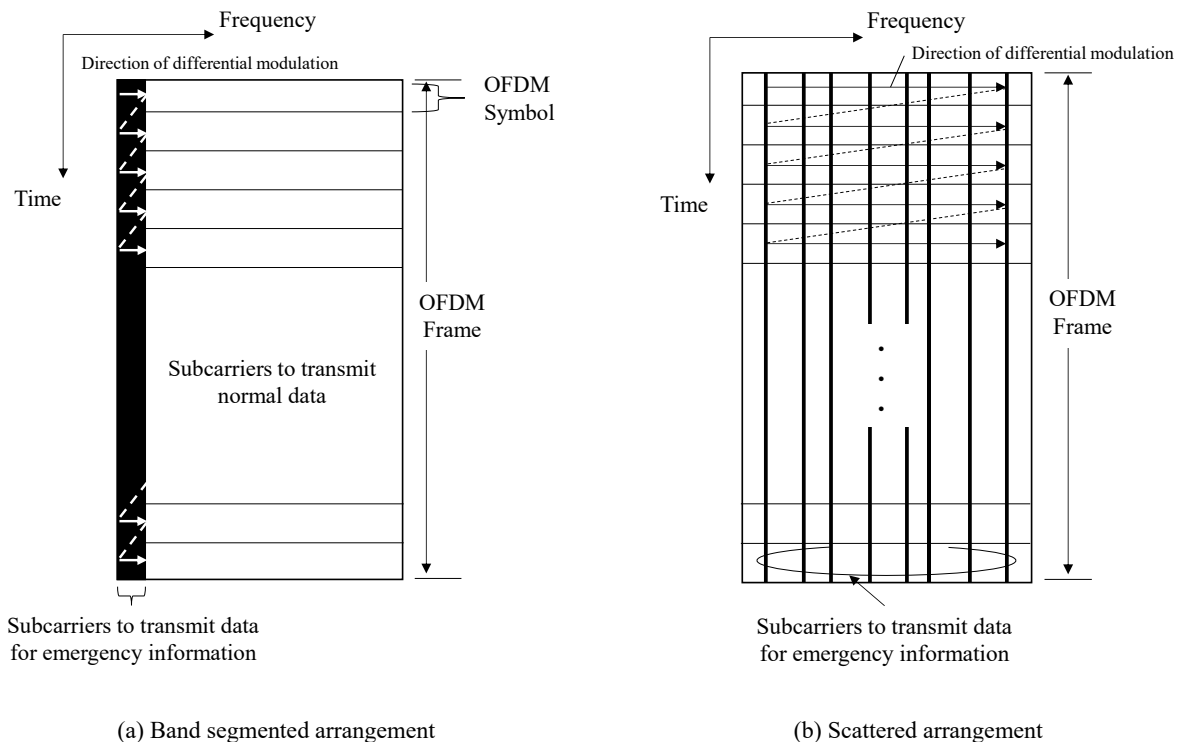 Frequency
Direction of differential modulation
OFDM
Symbol
Time
OFDM
Frame
Subcarriers to transmit
normal data
Subcarriers to transmit data
for emergency information
(a) Band segmented arrangement
Frequency
Direction of differential modulation
Time
OFDM
Frame
Subcarriers to transmit data
for emergency information
(b) Scattered arrangement